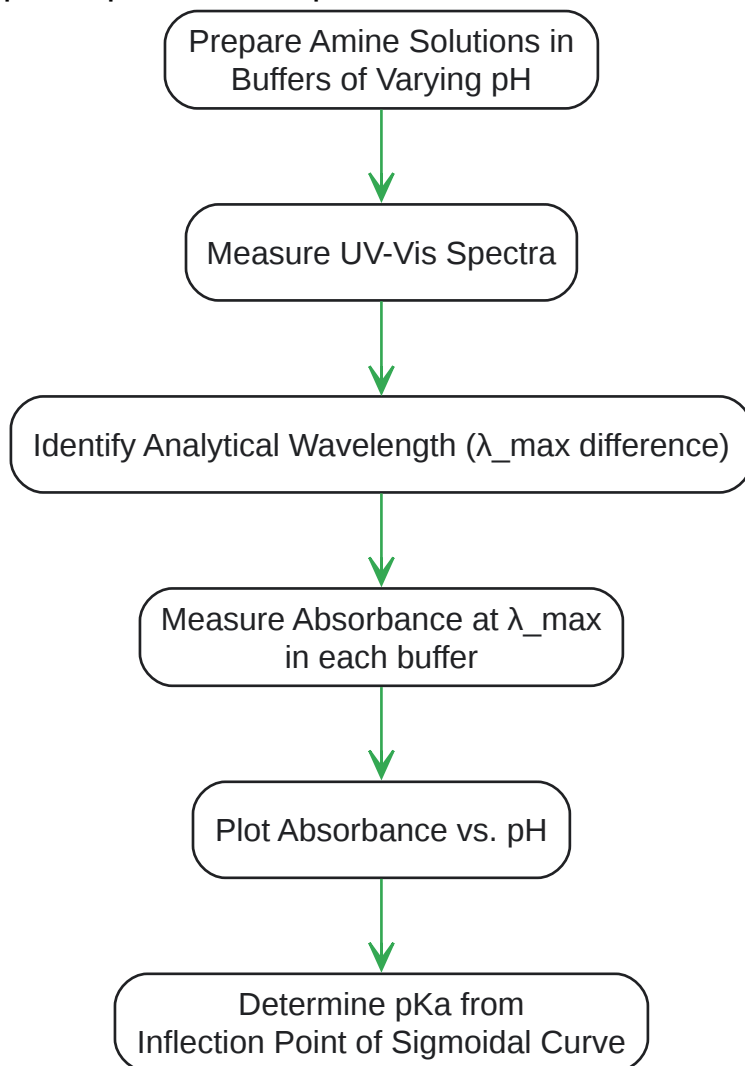 Prepare Amine Solutions in
Buffers of Varying pH
Measure UV-Vis Spectra
Identify Analytical Wavelength (λ_max difference)
Measure Absorbance at λ_max
in each buffer
Plot Absorbance vs. pH
Determine pKa from
Inflection Point of Sigmoidal Curve